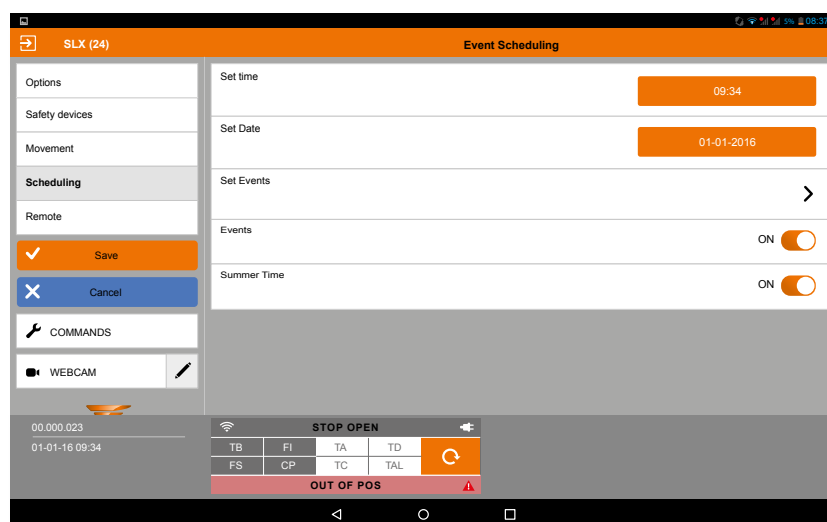 5% 08:37
SLX (24)
Event Scheduling
Options
Safety devices
Movement
Scheduling
Remote
Save
Cancel
COMMANDS
WEBCAM
Set time
09:34
Set Date
01-01-2016
Set Events
Events
ON
Summer Time
ON
00.000.023
01-01-16 09:34
STOP OPEN
TB FI TA TD
FS CP TC TAL
OUT OF POS